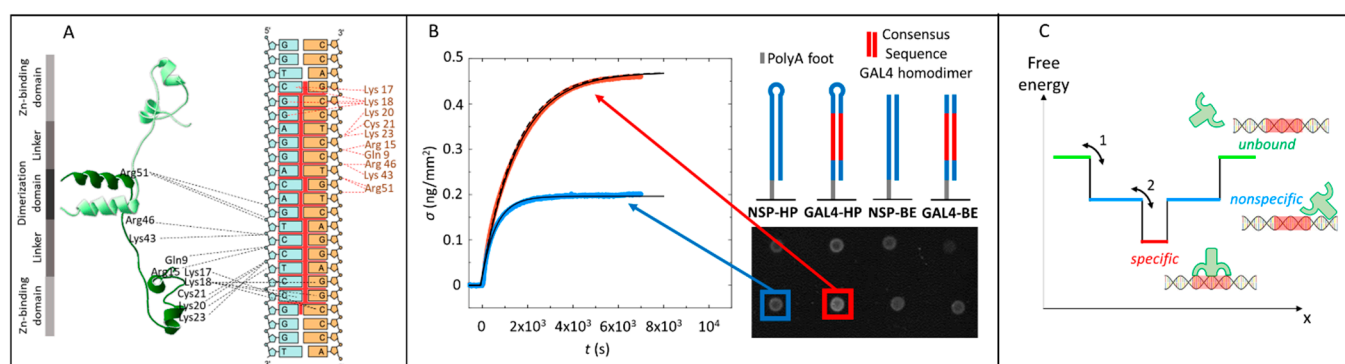 A
Zn-binding
domain
Linker
Dimerization
domain
Linker
Zn-binding
domain
Arg51
Arg46
Lys43
Gln9
Arg15 Lys17
Lys18
Cys21
Lys20
Lys23
5'
3'
G C
G C
T A
C G
G C
G C
A T
G C
G C
A T
C G
A T
G C
C G
C G
T A
C G
C G
G C
G C
T A
3'
Lys 17
Lys 18
Lys 20
Cys 21
Lys 23
Arg 15
Gln 9
Arg 46
Lys 43
Arg51
B
σ (ng/mm²)
0.5
0.4
0.3
0.2
0.1
0
0
2x10³
4x10³
6x10³
8x10³
10⁴
t (s)
PolyA foot
Consensus
Sequence
GAL4 homodimer
NSP-HP
GAL4-HP
NSP-BE
GAL4-BE
C
Free
energy
1
2
unbound
nonspecific
specific
x